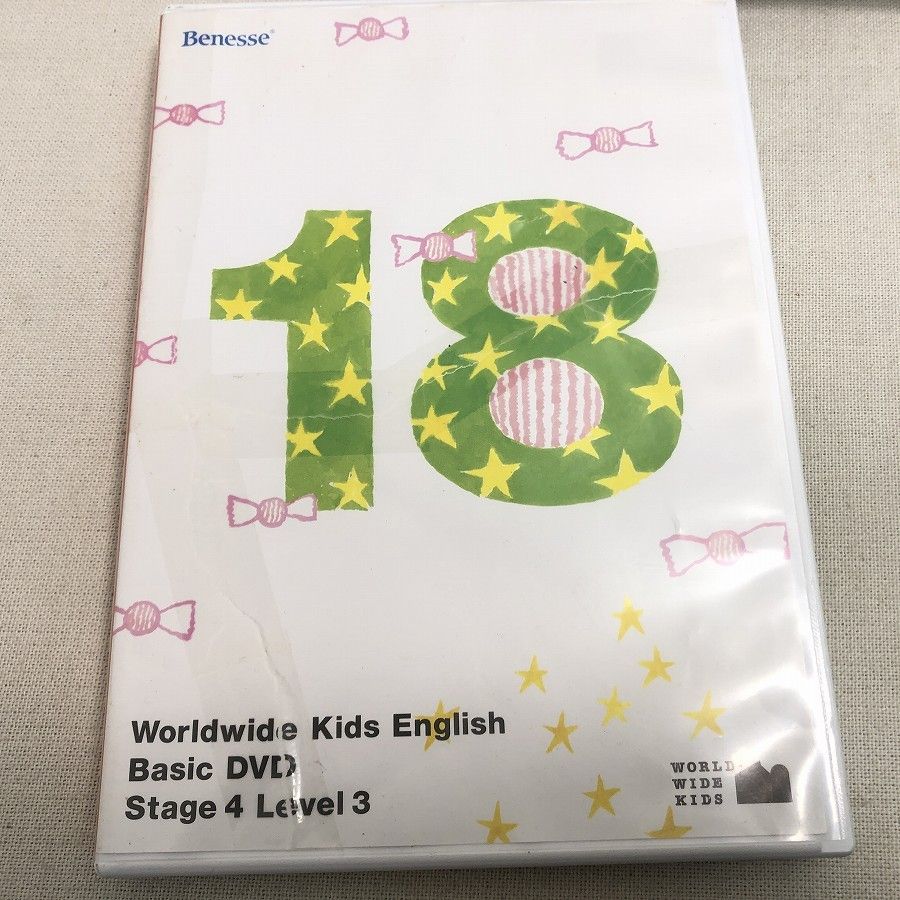 Benesse®
18
Worldwide Kids English
Basic DVD
Stage 4 Level 3
WORLD
WIDE
KIDS